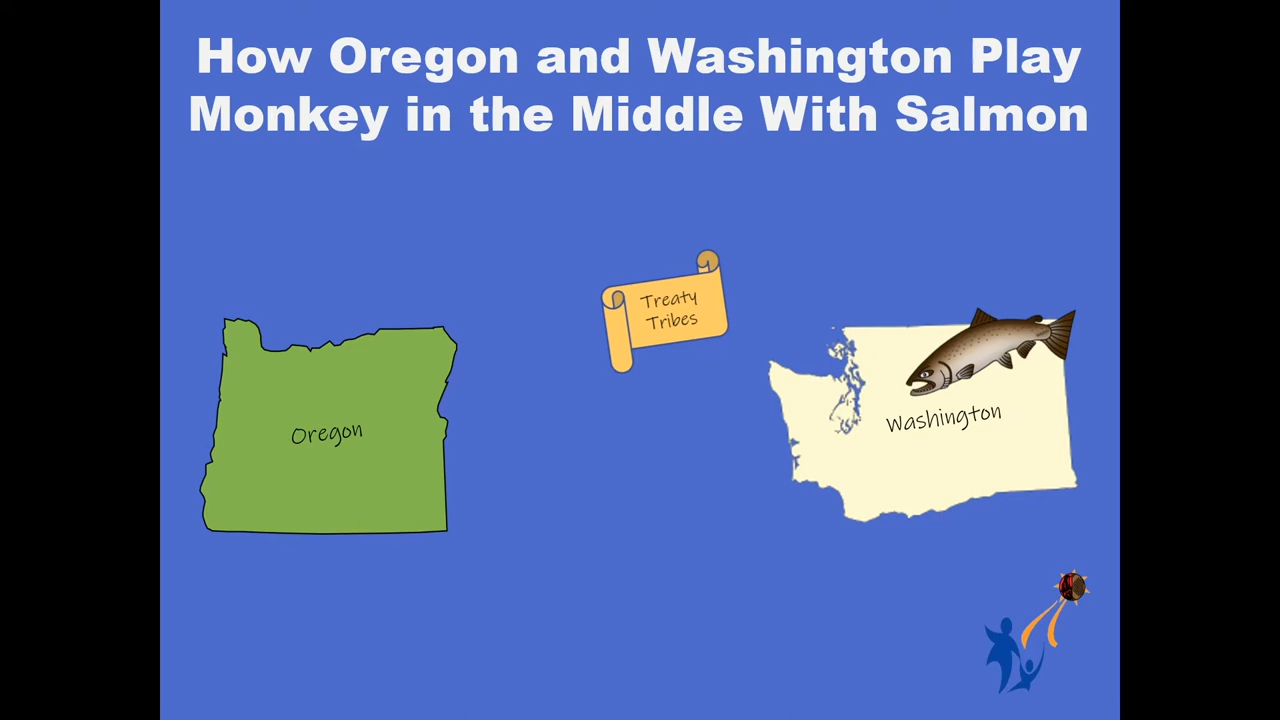 How Oregon and Washington Play
Monkey in the Middle With Salmon
Treaty
Tribes
Oregon
Washington